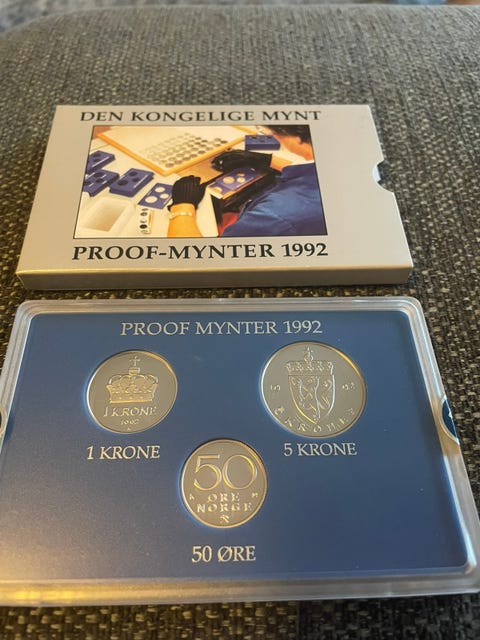 DEN KONGELIGE MYNT
PROOF-MYNTER 1992
PROOF MYNTER 1992
1 KRONE
1992
1 KRONE
5 KRONE
50
ØRE
NORGE
50 ØRE